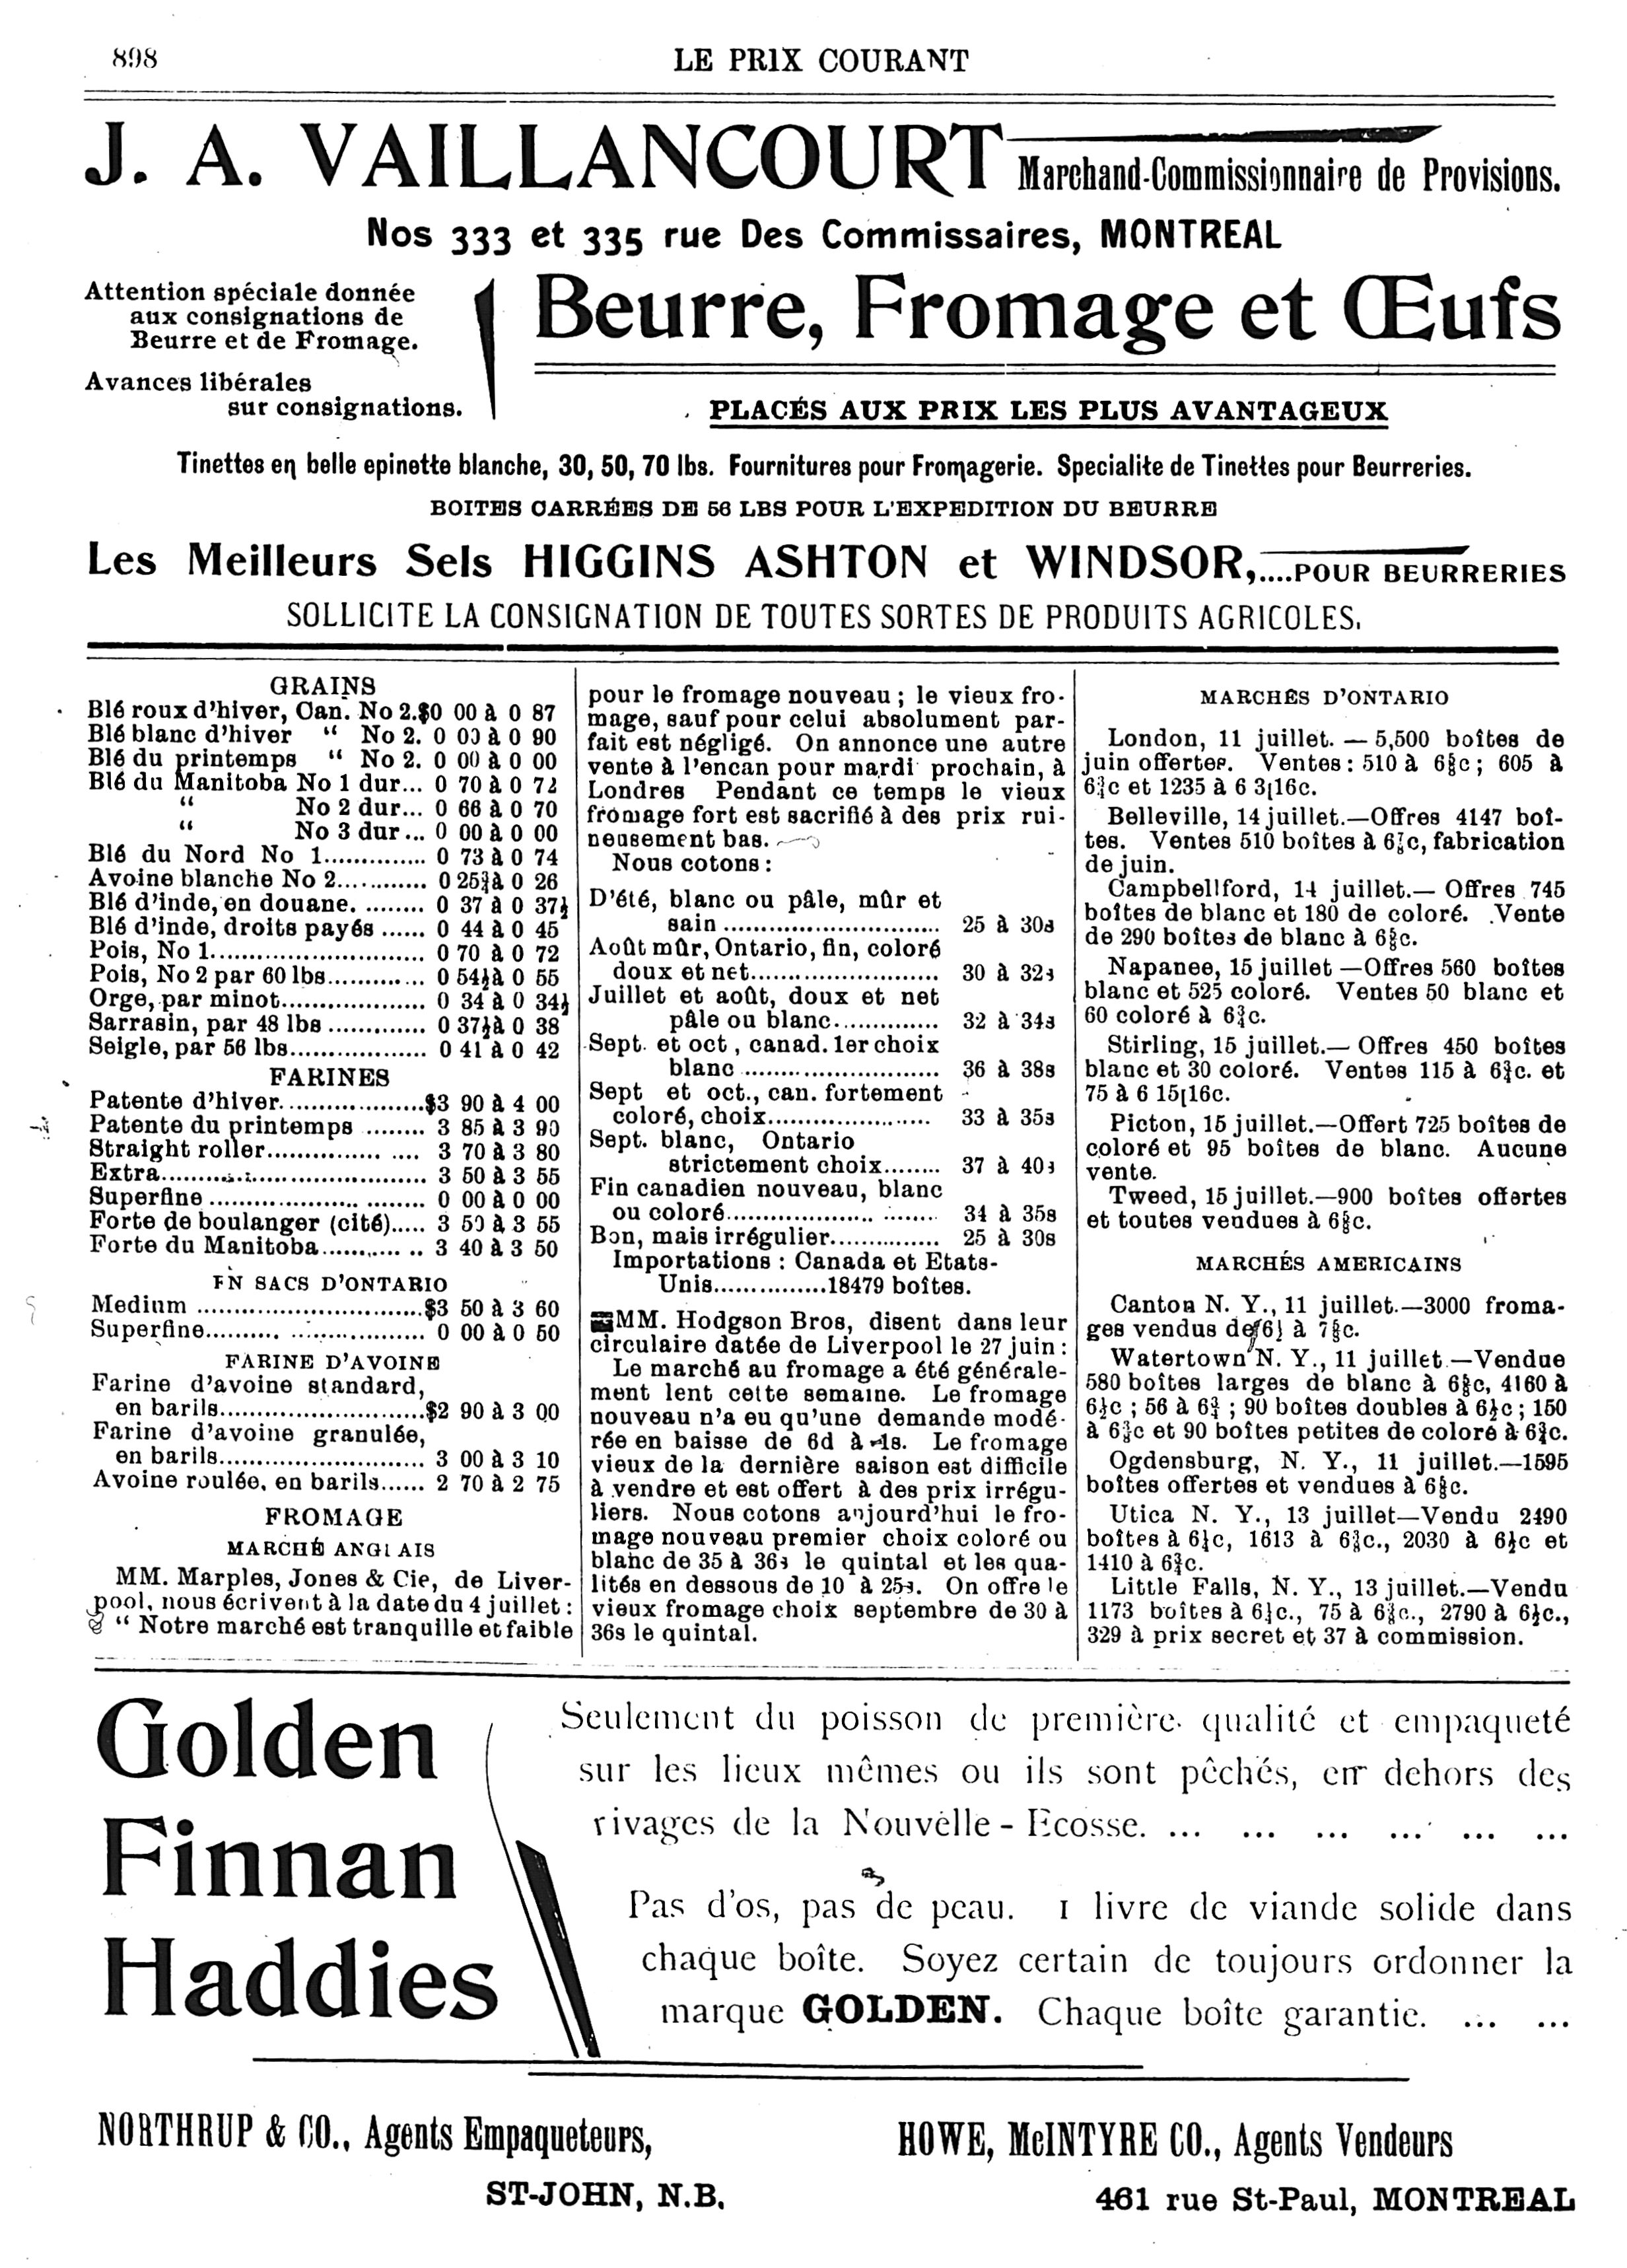 898
LE PRIX COURANT
J. A. VAILLANCOURT Marchand-Commissionnaire de Provisions.
Nos 333 et 335 rue Des Commissaires, MONTREAL
Attention spéciale donnée
aux consignations de
Beurre et de Fromage.
Avances libérales
sur consignations.
Beurre, Fromage et Œufs
PLACÉS AUX PRIX LES PLUS AVANTAGEUX
Tinettes en belle epinette blanche, 30, 50, 70 lbs. Fournitures pour Fromagerie. Specialite de Tinettes pour Beurreries.
BOITES CARRÉES DE 56 LBS POUR L'EXPEDITION DU BEURRE
Les Meilleurs Sels HIGGINS ASHTON et WINDSOR,....POUR BEURRERIES
SOLLICITE LA CONSIGNATION DE TOUTES SORTES DE PRODUITS AGRICOLES.
GRAINS
Blé roux d'hiver, Can. No 2.$0 00 à 0 87
Blé blanc d'hiver “ No 2. 0 00 à 0 90
Blé du printemps “ No 2. 0 00 à 0 00
Blé du Manitoba No 1 dur... 0 70 à 0 72
“ No 2 dur... 0 66 à 0 70
“ No 3 dur... 0 00 à 0 00
Blé du Nord No 1.............. 0 73 à 0 74
Avoine blanche No 2............ 0 25¾à 0 26
Blé d'inde, en douane. ........ 0 37 à 0 37½
Blé d'inde, droits payés ...... 0 44 à 0 45
Pois, No 1............................ 0 70 à 0 72
Pois, No 2 par 60 lbs............ 0 54½à 0 55
Orge, par minot.................. 0 34 à 0 34½
Sarrasin, par 48 lbs ............ 0 37½à 0 38
Seigle, par 56 lbs.................. 0 41 à 0 42
FARINES
Patente d'hiver...................$3 90 à 4 00
Patente du printemps ........ 3 85 à 3 90
Straight roller............... .... 3 70 à 3 80
Extra................................ 3 50 à 3 55
Superfine ............................ 0 00 à 0 00
Forte de boulanger (cité)..... 3 50 à 3 55
Forte du Manitoba............ .. 3 40 à 3 50
EN SACS D'ONTARIO
Medium .............................$3 50 à 3 60
Superfine.......... ................. 0 00 à 0 50
FARINE D'AVOINE
Farine d'avoine standard,
en barils..........................$2 90 à 3 00
Farine d'avoine granulée,
en barils........................... 3 00 à 3 10
Avoine roulée, en barils...... 2 70 à 2 75
FROMAGE
MARCHÉ ANGLAIS
MM. Marples, Jones & Cie, de Liver-
pool, nous écrivent à la date du 4 juillet :
“ Notre marché est tranquille et faible
pour le fromage nouveau ; le vieux fro-
mage, sauf pour celui absolument par-
fait est négligé. On annonce une autre
vente à l'encan pour mardi prochain, à
Londres Pendant ce temps le vieux
fromage fort est sacrifié à des prix rui-
neusement bas.
Nous cotons :
D'été, blanc ou pâle, mûr et
sain ........................... 25 à 30s
Août mûr, Ontario, fin, coloré
doux et net........................ 30 à 32s
Juillet et août, doux et net
pâle ou blanc.............. 32 à 34s
Sept. et oct , canad. 1er choix
blanc ......................... 36 à 38s
Sept et oct., can. fortement
coloré, choix..................... 33 à 35s
Sept. blanc, Ontario
strictement choix........ 37 à 40s
Fin canadien nouveau, blanc
ou coloré................... ....... 34 à 35s
Bon, mais irrégulier.............. 25 à 30s
Importations : Canada et Etats-
Unis..............18479 boîtes.
MM. Hodgson Bros, disent dans leur
circulaire datée de Liverpool le 27 juin :
Le marché au fromage a été générale-
ment lent cette semaine. Le fromage
nouveau n'a eu qu'une demande modé-
rée en baisse de 6d à 1s. Le fromage
vieux de la dernière saison est difficile
à vendre et est offert à des prix irrégu-
liers. Nous cotons aujourd'hui le fro-
mage nouveau premier choix coloré ou
blanc de 35 à 36s le quintal et les qua-
lités en dessous de 10 à 25s. On offre le
vieux fromage choix septembre de 30 à
36s le quintal.
MARCHÉS D'ONTARIO
London, 11 juillet. — 5,500 boîtes de
juin offertes. Ventes : 510 à c ; 605 à
c et 1235 à 6 3|16c.
Belleville, 14 juillet.—Offres 4147 boî-
tes. Ventes 510 boîtes à c, fabrication
de juin.
Campbellford, 14 juillet.— Offres 745
boîtes de blanc et 180 de coloré. Vente
de 290 boîtes de blanc à c.
Napanee, 15 juillet —Offres 560 boîtes
blanc et 525 coloré. Ventes 50 blanc et
60 coloré à 6¾c.
Stirling, 15 juillet.— Offres 450 boîtes
blanc et 30 coloré. Ventes 115 à 6¾c. et
75 à 6 15|16c.
Picton, 15 juillet.—Offert 725 boîtes de
coloré et 95 boîtes de blanc. Aucune
vente.
Tweed, 15 juillet.—900 boîtes offertes
et toutes vendues à c.
MARCHÉS AMERICAINS
Canton N. Y., 11 juillet.—3000 froma-
ges vendus de à c.
Watertown N. Y., 11 juillet.—Vendue
580 boîtes larges de blanc à c, 4160 à
6½c ; 56 à 6¾ ; 90 boîtes doubles à 6½c ; 150
à c et 90 boîtes petites de coloré à 6¾c.
Ogdensburg, N. Y., 11 juillet.—1595
boîtes offertes et vendues à c.
Utica N. Y., 13 juillet—Vendu 2490
boîtes à c, 1613 à c., 2030 à 6½c et
1410 à 6¾c.
Little Falls, N. Y., 13 juillet.—Vendu
1173 boîtes à c., 75 à c., 2790 à 6½c.,
329 à prix secret et 37 à commission.
Golden
Finnan
Haddies
Seulement du poisson de première qualité et empaqueté
sur les lieux mêmes ou ils sont pêchés, en dehors des
rivages de la Nouvelle - Ecosse. ... ... ... ... ... ...
Pas d'os, pas de peau. 1 livre de viande solide dans
chaque boîte. Soyez certain de toujours ordonner la
marque GOLDEN. Chaque boîte garantie. ... ...
NORTHRUP & CO., Agents Empaqueteurs,
ST-JOHN, N.B.
HOWE, McINTYRE CO., Agents Vendeurs
461 rue St-Paul, MONTREAL